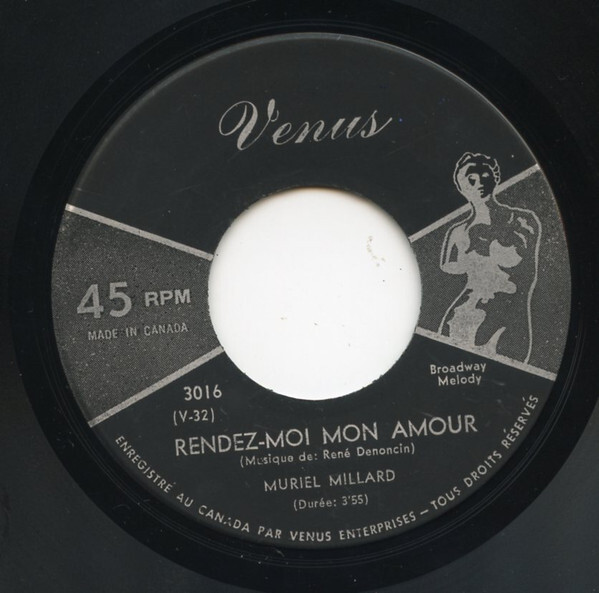 Venus
45 RPM
MADE IN CANADA
Broadway
Melody
3016
(V-32)
RENDEZ-MOI MON AMOUR
(Musique de: René Denoncin)
MURIEL MILLARD
(Durée: 3'55)
ENREGISTRÉ AU CANADA PAR VENUS ENTERPRISES – TOUS DROITS RÉSERVÉS